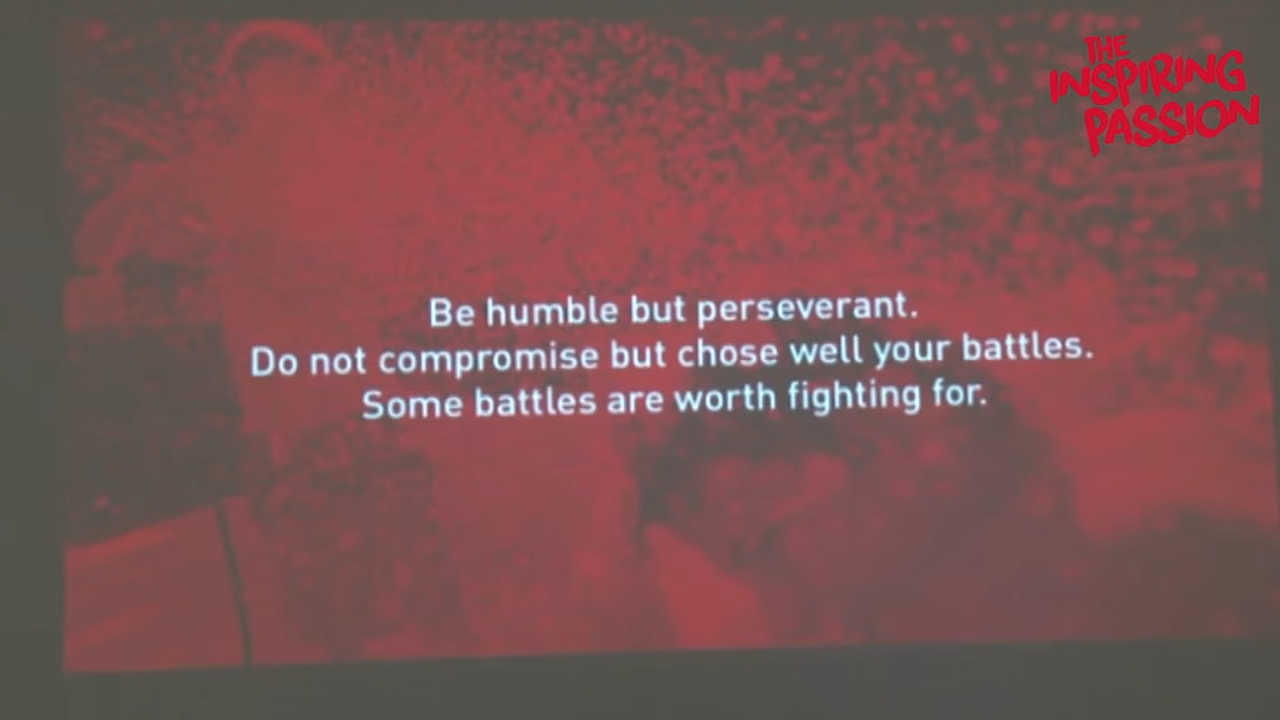 THE
INSPIRING
PASSION
Be humble but perseverant.
Do not compromise but chose well your battles.
Some battles are worth fighting for.